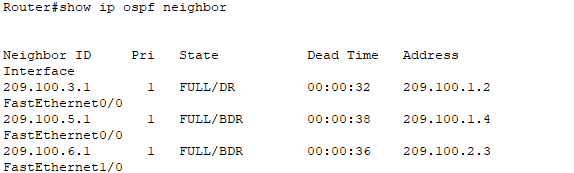 Router#show ip ospf neighbor
Neighbor ID Pri State Dead Time Address
Interface
209.100.3.1 1 FULL/DR 00:00:32 209.100.1.2
FastEthernet0/0
209.100.5.1 1 FULL/BDR 00:00:38 209.100.1.4
FastEthernet0/0
209.100.6.1 1 FULL/BDR 00:00:36 209.100.2.3
FastEthernet1/0